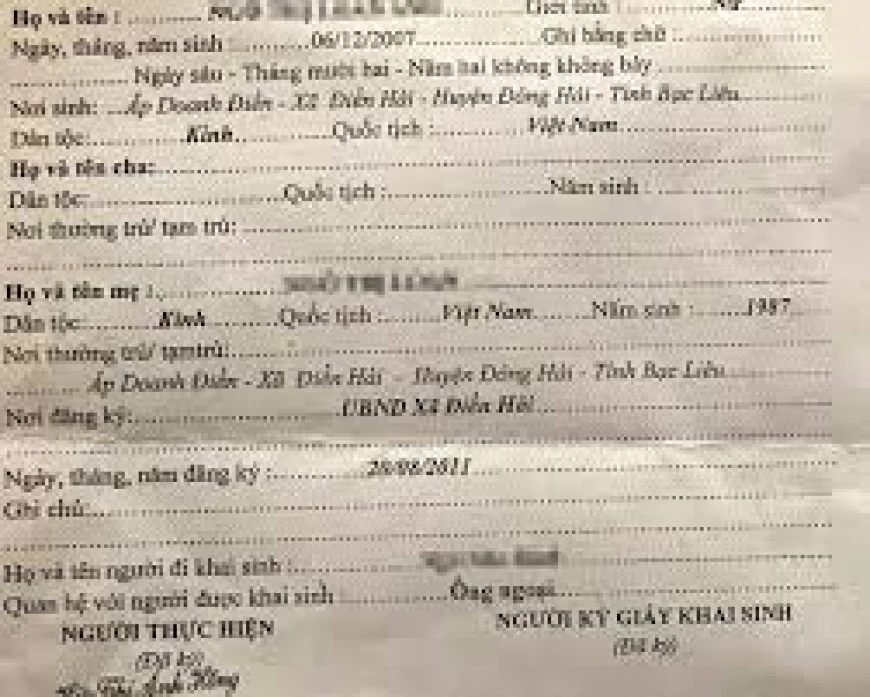 Họ và tên : Giới tính : Nữ
Ngày, tháng, năm sinh : 06/12/2007 Ghi bằng chữ :
Ngày sáu - Tháng mười hai - Năm hai không không bảy
Nơi sinh: Ấp Doanh Điền - Xã Điền Hải - Huyện Đông Hải - Tỉnh Bạc Liêu
Dân tộc: Kinh Quốc tịch : Việt Nam
Họ và tên cha:
Dân tộc: Quốc tịch : Năm sinh :
Nơi thường trú/ tạm trú:
Họ và tên mẹ :
Dân tộc: Kinh Quốc tịch : Việt Nam Năm sinh : 1987
Nơi thường trú/ tạm trú:
Ấp Doanh Điền - Xã Điền Hải - Huyện Đông Hải - Tỉnh Bạc Liêu
Nơi đăng ký: UBND Xã Điền Hải
Ngày, tháng, năm đăng ký : /2011
Ghi chú:
Họ và tên người đi khai sinh :
Quan hệ với người được khai sinh : Ông ngoại
NGƯỜI THỰC HIỆN NGƯỜI KÝ GIẤY KHAI SINH
(Đã ký) (Đã ký)
Thị Ánh Hồng